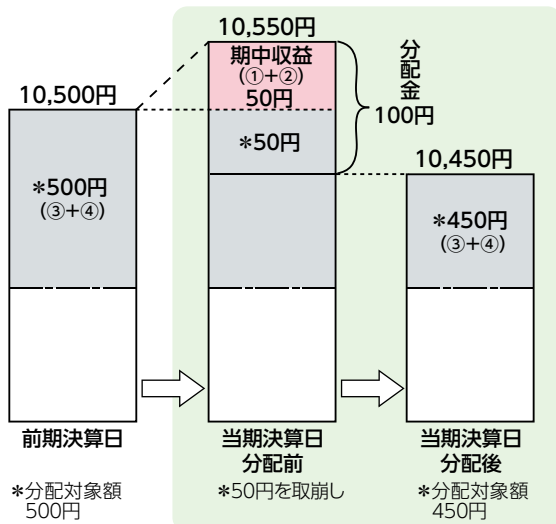 10,550円
期中収益
(①+②)
50円
分配金
100円
10,500円
*50円
10,450円
*500円
(③+④)
*450円
(③+④)
前期決算日
当期決算日
分配前
当期決算日
分配後
*分配対象額
500円
*50円を取崩し
*分配対象額
450円